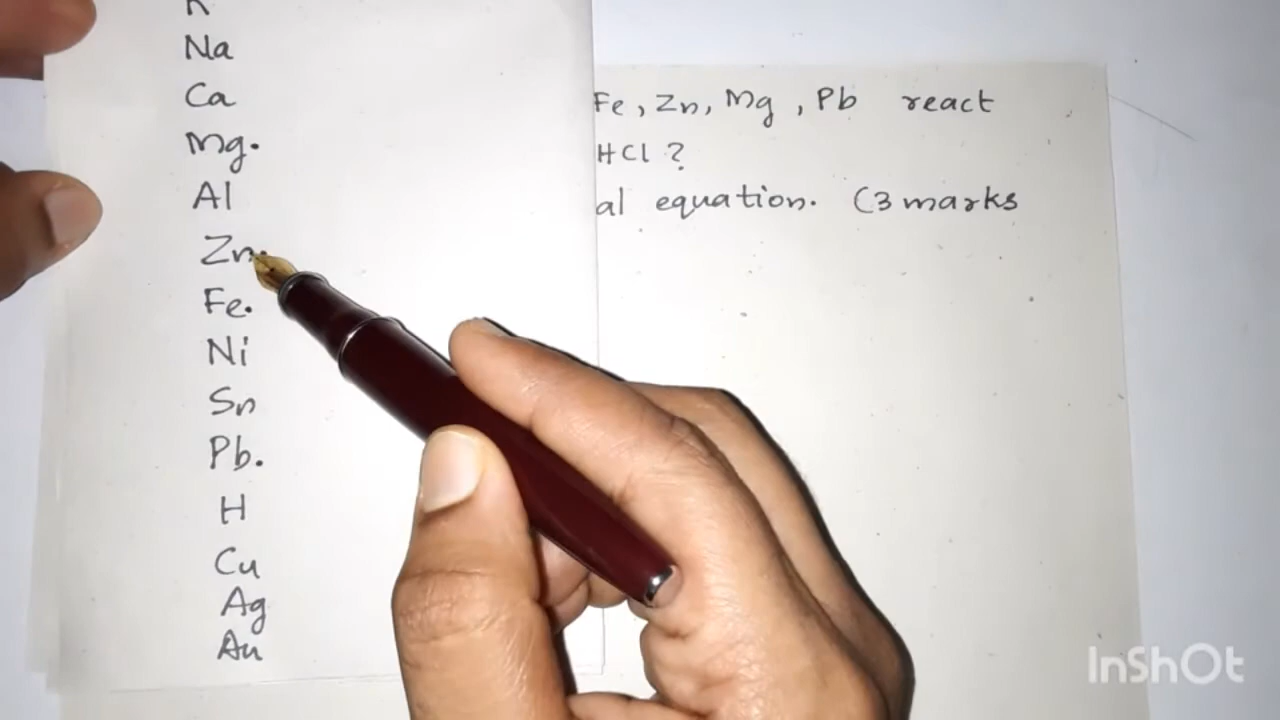 K
Na
Ca
Mg.
Al
Zn.
Fe.
Ni
Sn
Pb.
H
Cu
Ag
Au
Fe, Zn, Mg, Pb react
HCl ?
al equation. (3 marks
InShOt